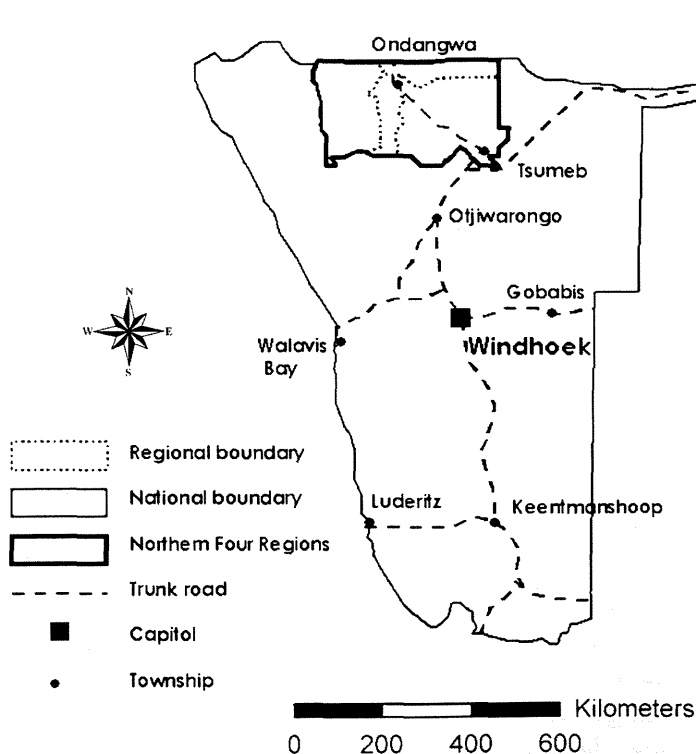 Ondangwa
Tsumeb
Otjiwarongo
Gobabis
N
W E
S
Walavis
Bay
Windhoek
Regional boundary
National boundary
Luderitz
Keentmanshoop
Northern Four Regions
Trunk road
Capitol
Township
Kilometers
0 200 400 600